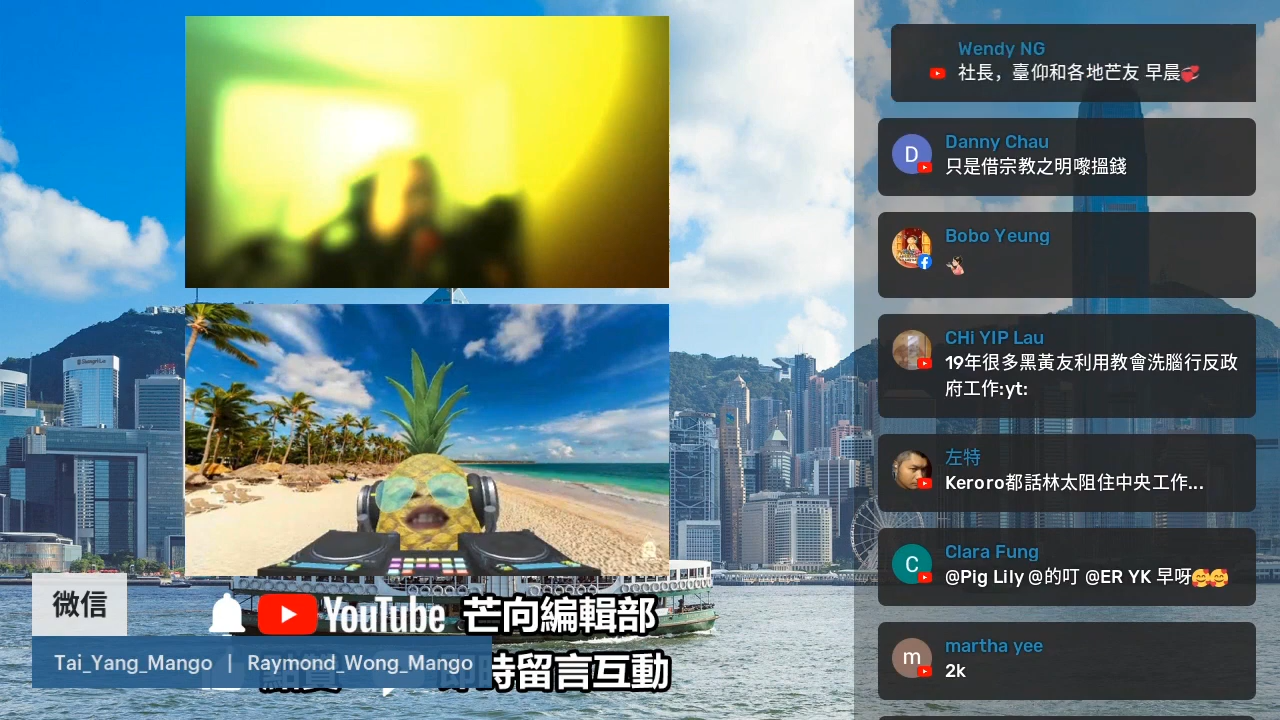 Wendy NG
社長，臺仰和各地芒友 早晨💞
D
Danny Chau
只是借宗教之明嚟搵錢
Bobo Yeung
CHi YIP Lau
19年很多黑黃友利用教會洗腦行反政
府工作:yt:
左特
Keroro都話林太阻住中央工作...
C
Clara Fung
@Pig Lily @的叮 @ER YK 早呀🥰🥰
m
martha yee
2k
微信
Tai_Yang_Mango | Raymond_Wong_Mango
YouTube 芒向編輯部
即時留言互動